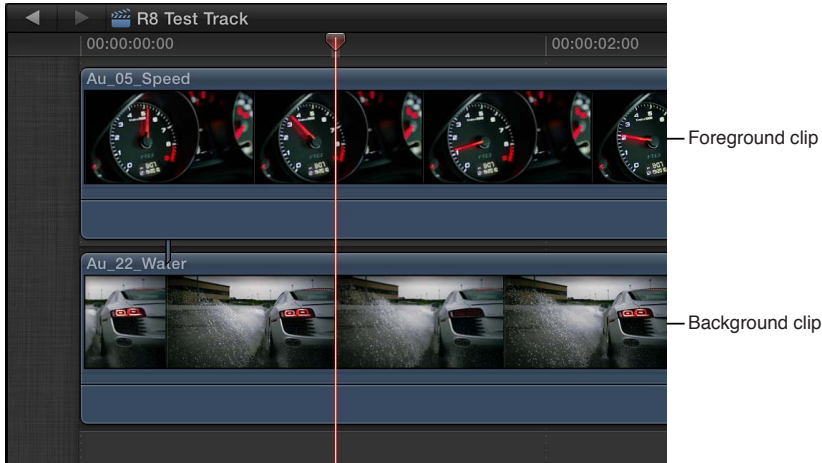 R8 Test Track
00:00:00:00
00:00:02:00
Au_05_Speed
Foreground clip
Au_22_Water
Background clip